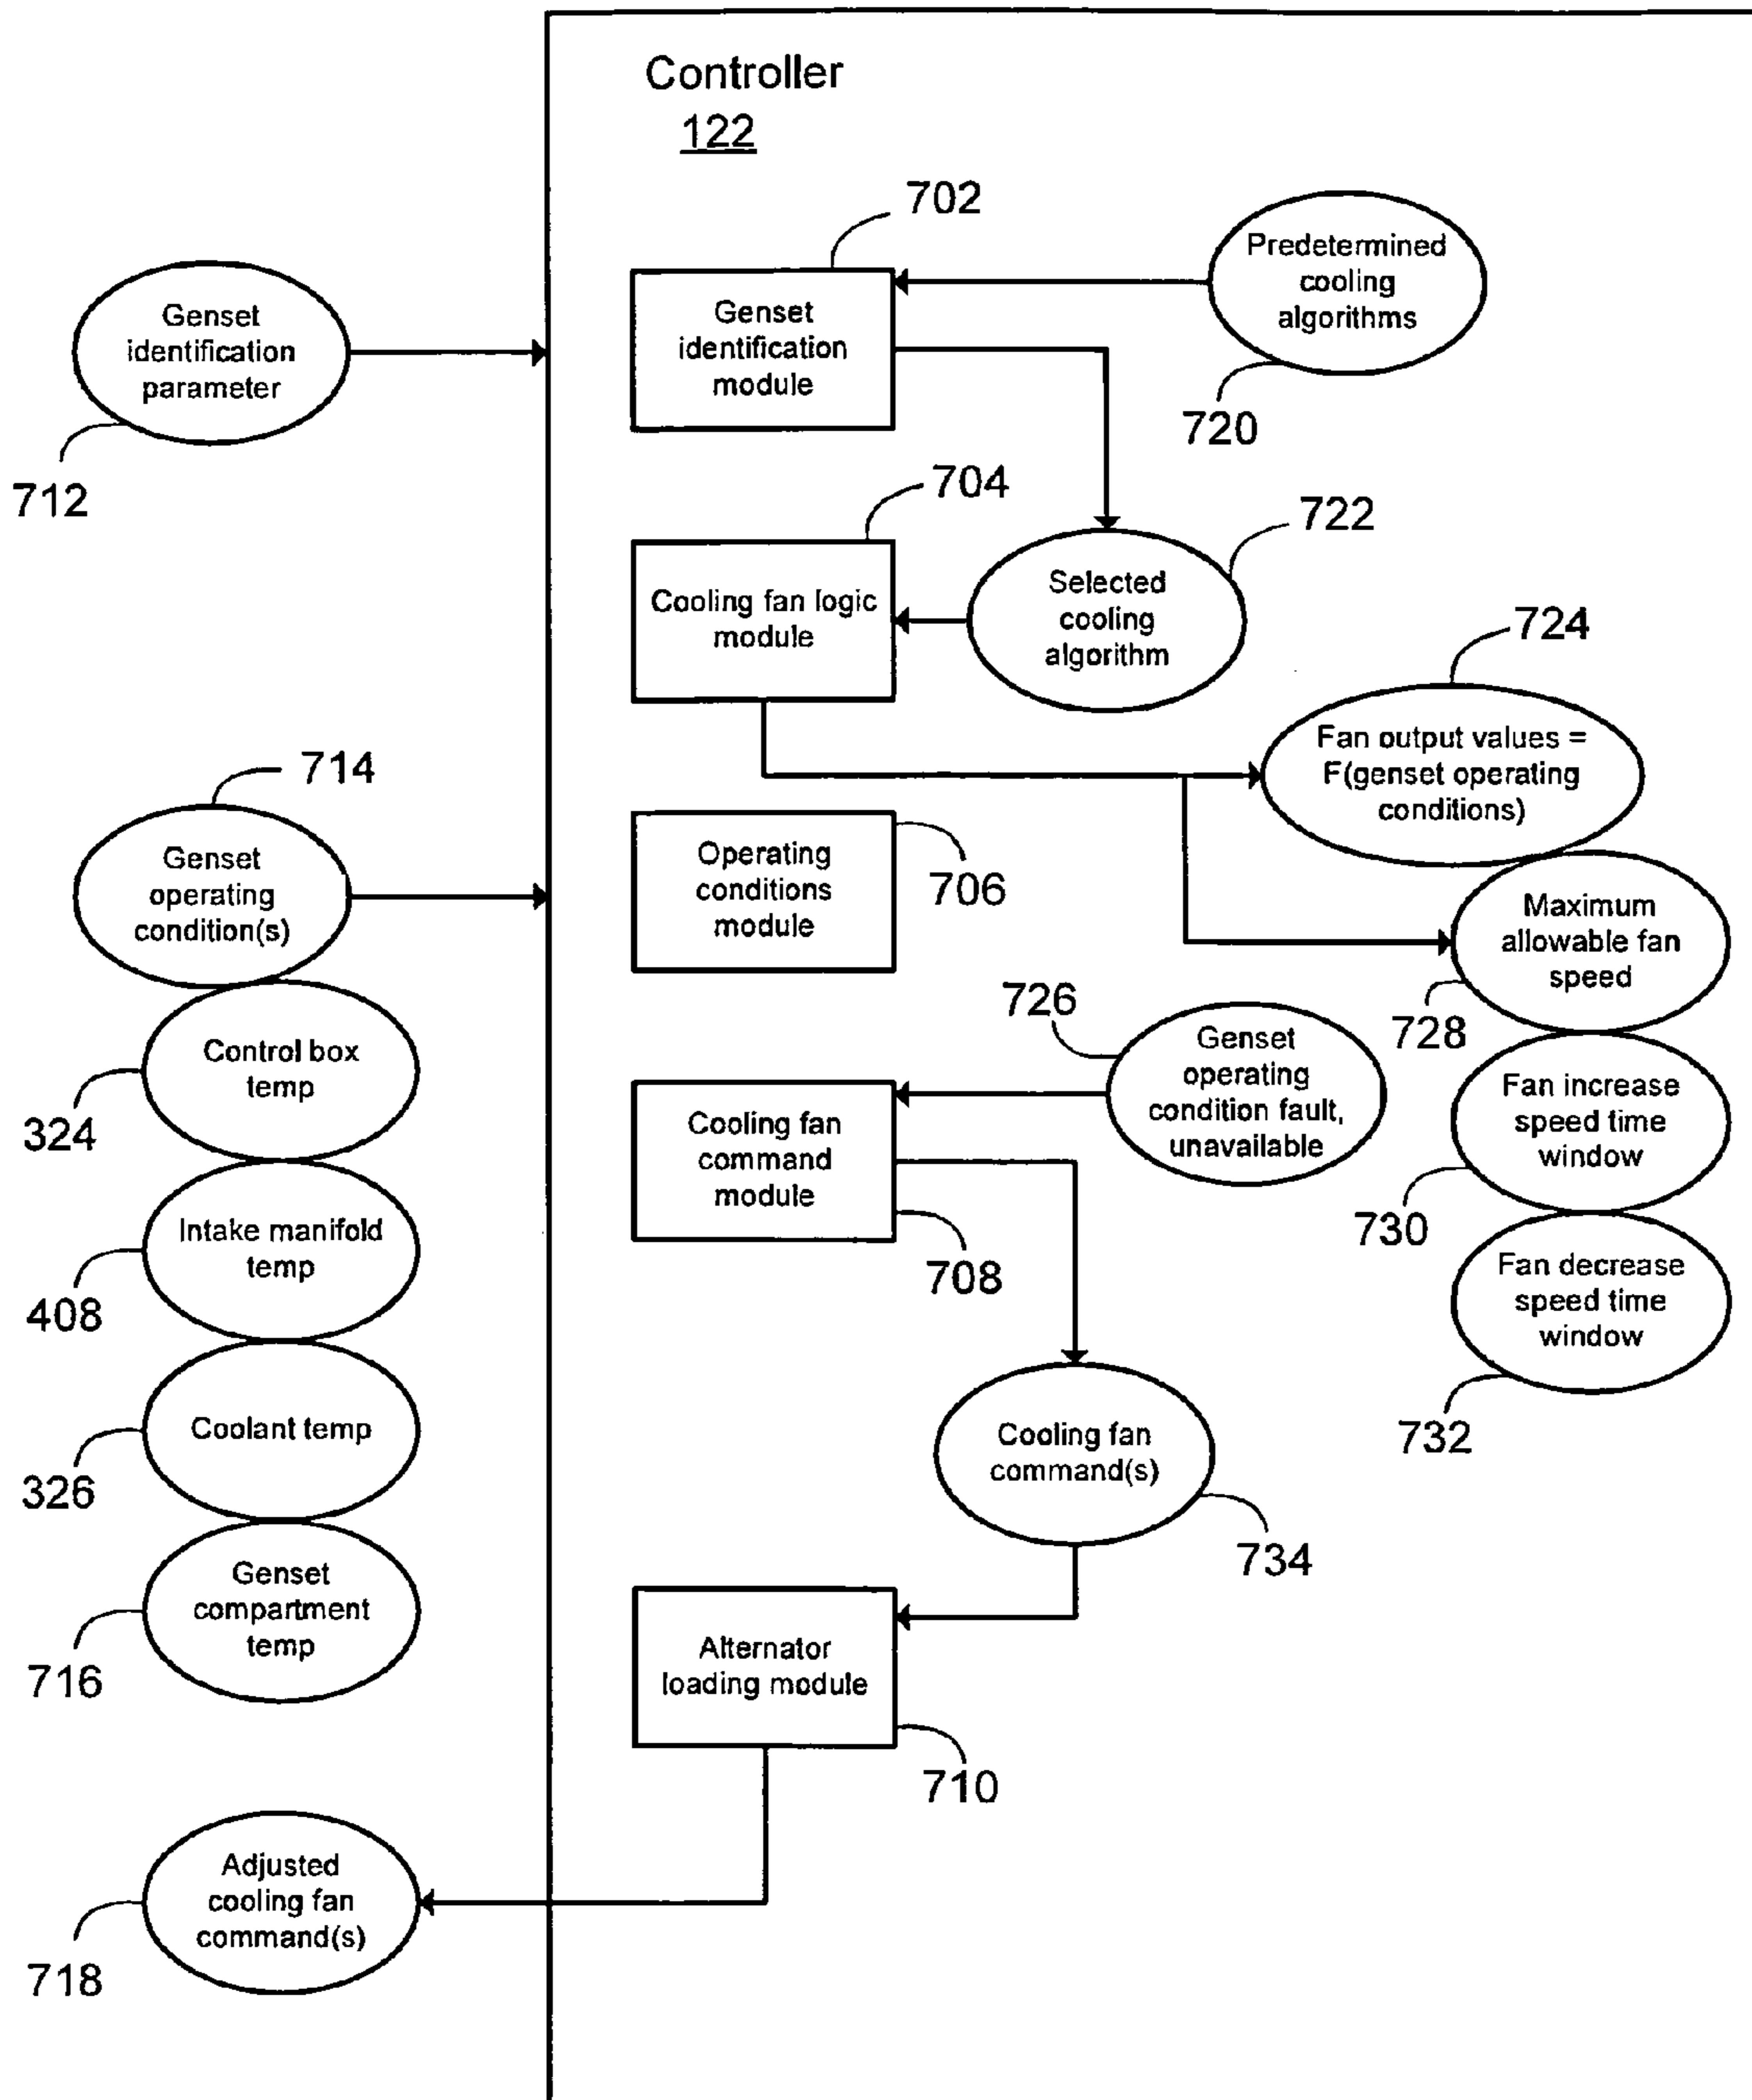 Controller
122
702
Predetermined
cooling
algorithms
720
Genset
identification
module
Genset
identification
parameter
712
704
722
Cooling fan logic
module
Selected
cooling
algorithm
724
Fan output values =
F(genset operating
conditions)
714
Genset
operating
condition(s)
Operating
conditions
module
706
Maximum
allowable fan
speed
728
Control box
temp
324
726
Genset
operating
condition fault,
unavailable
Fan increase
speed time
window
730
Cooling fan
command
module
708
Intake manifold
temp
408
Fan decrease
speed time
window
732
Coolant temp
326
Cooling fan
command(s)
734
Genset
compartment
temp
716
Alternator
loading module
710
Adjusted
cooling fan
command(s)
718